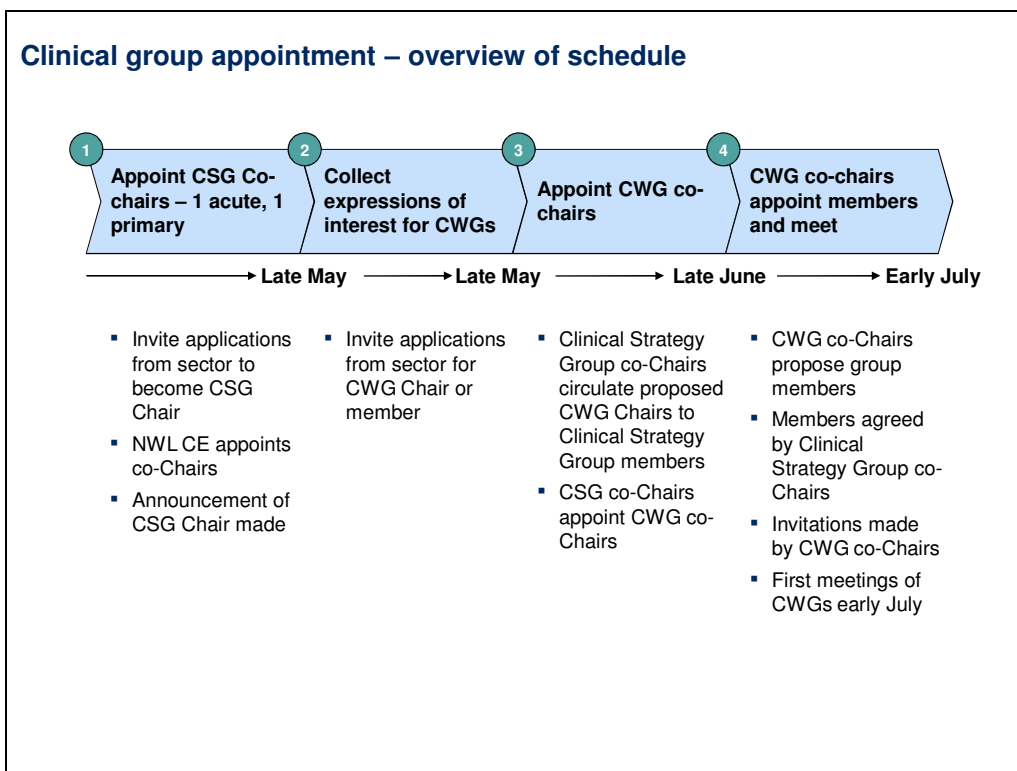 Clinical group appointment – overview of schedule
1
Appoint CSG Co-
chairs – 1 acute, 1
primary
2
Collect
expressions of
interest for CWGs
3
Appoint CWG co-
chairs
4
CWG co-chairs
appoint members
and meet
Late May
Late May
Late June
Early July
▪ Invite applications
from sector to
become CSG
Chair
▪ NWL CE appoints
co-Chairs
▪ Announcement of
CSG Chair made
▪ Invite applications
from sector for
CWG Chair or
member
▪ Clinical Strategy
Group co-Chairs
circulate proposed
CWG Chairs to
Clinical Strategy
Group members
▪ CSG co-Chairs
appoint CWG co-
Chairs
▪ CWG co-Chairs
propose group
members
▪ Members agreed
by Clinical
Strategy Group co-
Chairs
▪ Invitations made
by CWG co-Chairs
▪ First meetings of
CWGs early July